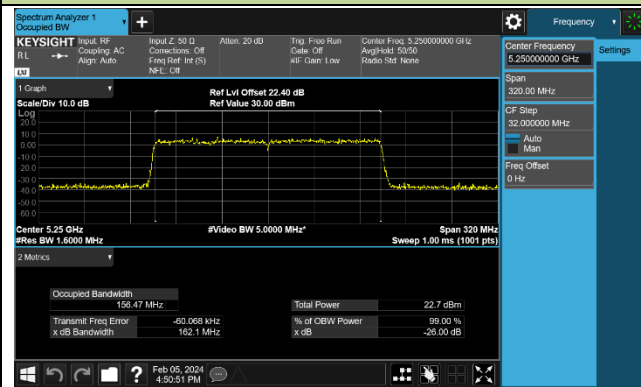 Spectrum Analyzer 1
Occupied BW
Frequency
KEYSIGHT
Input: RF
Coupling: AC
Align: Auto
Input Z: 50 Ω
Corrections: Off
Freq Ref: Int (S)
NFE: Off
Atten: 20 dB
Trig: Free Run
Gate: Off
#IF Gain: Low
Center Freq: 5.250000000 GHz
Avg|Hold: 50/50
Radio Std: None
RL
LXI
Center Frequency
5.250000000 GHz
Settings
Span
320.00 MHz
CF Step
32.000000 MHz
Auto
Man
Freq Offset
0 Hz
1 Graph
Scale/Div 10.0 dB
Ref Lvl Offset 22.40 dB
Ref Value 30.00 dBm
Log
20.0
10.0
0.0
-10.0
-20.0
-30.0
-40.0
-50.0
-60.0
Center 5.25 GHz
#Res BW 1.6000 MHz
#Video BW 5.0000 MHz*
Span 320 MHz
Sweep 1.00 ms (1001 pts)
2 Metrics
Occupied Bandwidth
156.47 MHz
Transmit Freq Error -60.068 kHz
x dB Bandwidth 162.1 MHz
Total Power 22.7 dBm
% of OBW Power 99.00 %
x dB -26.00 dB
Feb 05, 2024
4:50:51 PM